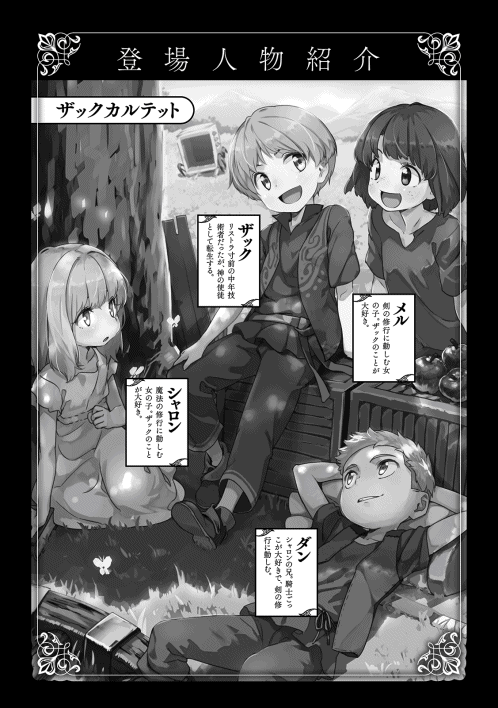 登場人物紹介
ザックカルテット
ザック
リストラ寸前の中年技
術者だったが、神の使徒
として転生する。
メル
剣の修行に勤しむ女
の子。ザックのことが
大好き。
シャロン
魔法の修行に勤しむ
女の子。ザックのこと
が大好き。
ダン
シャロンの兄。騎士ごっ
こが大好きで、剣の修
行に勤しむ。